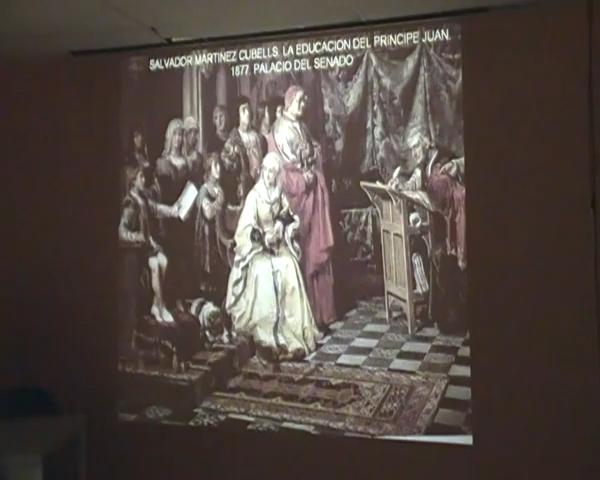 SALVADOR MARTINEZ CUBELLS. LA EDUCACION DEL PRINCIPE JUAN.
1877. PALACIO DEL SENADO